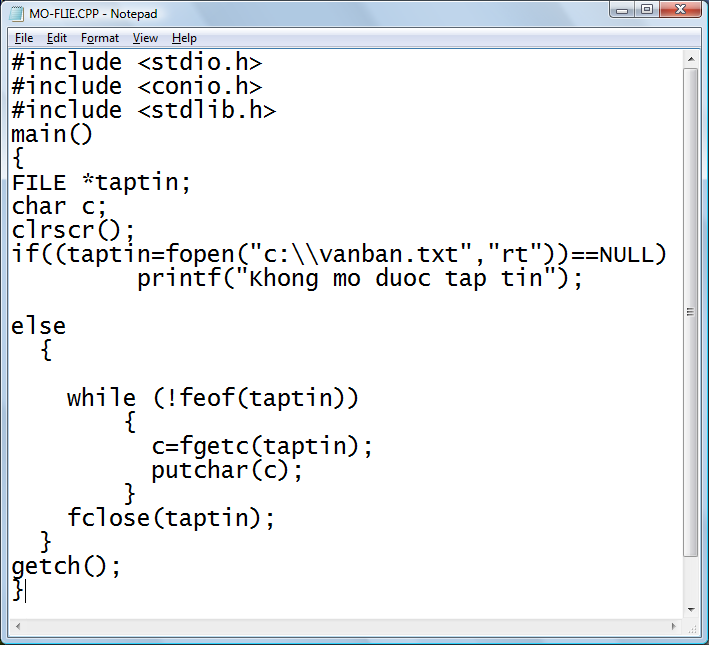 MO-FLIE.CPP - Notepad
File Edit Format View Help
#include <stdio.h>
#include <conio.h>
#include <stdlib.h>
main()
{
FILE *taptin;
char c;
clrscr();
if((taptin=fopen("c:\\vanban.txt","rt"))==NULL)
printf("Khong mo duoc tap tin");
else
{
while (!feof(taptin))
{
c=fgetc(taptin);
putchar(c);
}
fclose(taptin);
}
getch();
}